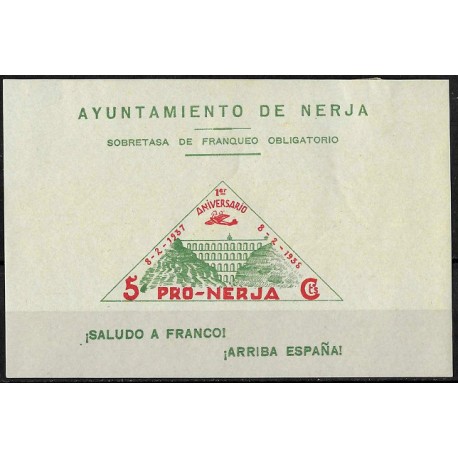 AYUNTAMIENTO DE NERJA
SOBRETASA DE FRANQUEO OBLIGATORIO
1er
ANIVERSARIO
8-2-1937
8-2-1938
5 Cts
PRO-NERJA
¡SALUDO A FRANCO!
¡ARRIBA ESPAÑA!